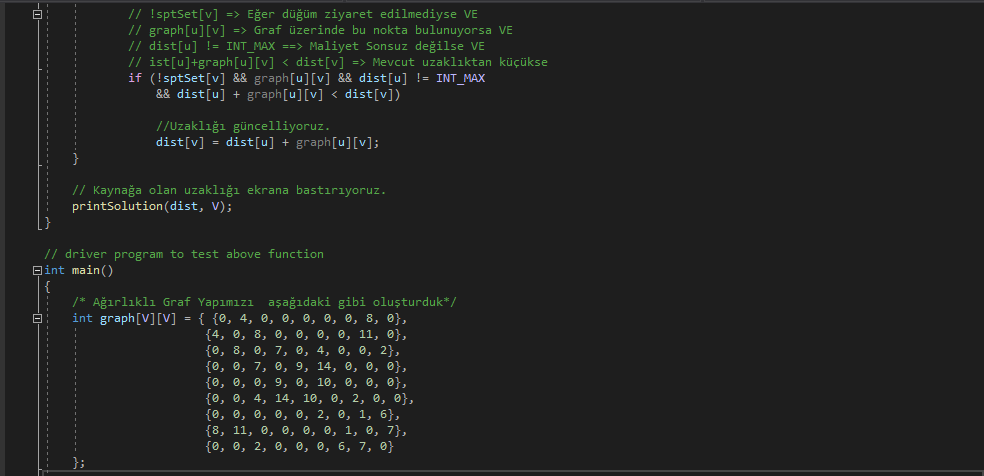 // !sptSet[v] => Eğer düğüm ziyaret edilmediyse VE
// graph[u][v] => Graf üzerinde bu nokta bulunuyorsa VE
// dist[u] != INT_MAX ==> Maliyet Sonsuz değilse VE
// ist[u]+graph[u][v] < dist[v] => Mevcut uzaklıktan küçükse
if (!sptSet[v] && graph[u][v] && dist[u] != INT_MAX
&& dist[u] + graph[u][v] < dist[v])
//Uzaklığı güncelliyoruz.
dist[v] = dist[u] + graph[u][v];
}
// Kaynağa olan uzaklığı ekrana bastırıyoruz.
printSolution(dist, V);
}
// driver program to test above function
int main()
{
/* Ağırlıklı Graf Yapımızı  aşağıdaki gibi oluşturduk*/
int graph[V][V] = { {0, 4, 0, 0, 0, 0, 0, 8, 0},
{4, 0, 8, 0, 0, 0, 0, 11, 0},
{0, 8, 0, 7, 0, 4, 0, 0, 2},
{0, 0, 7, 0, 9, 14, 0, 0, 0},
{0, 0, 0, 9, 0, 10, 0, 0, 0},
{0, 0, 4, 14, 10, 0, 2, 0, 0},
{0, 0, 0, 0, 0, 2, 0, 1, 6},
{8, 11, 0, 0, 0, 0, 1, 0, 7},
{0, 0, 2, 0, 0, 0, 6, 7, 0}
};